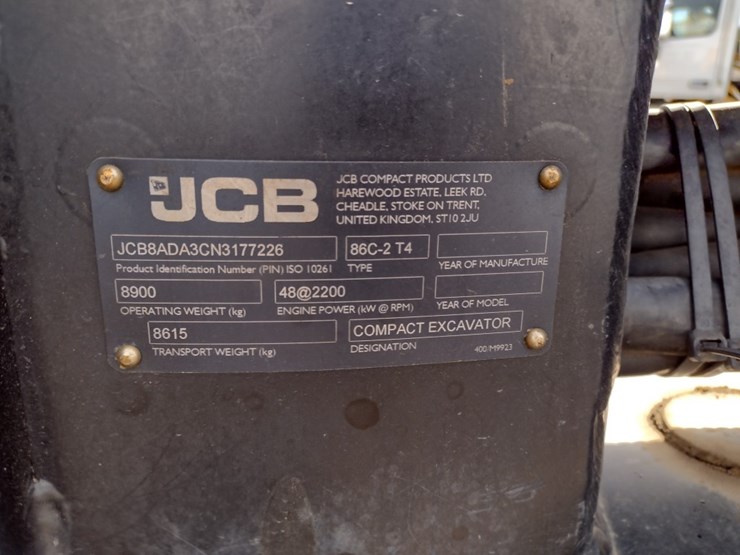 JCB
JCB COMPACT PRODUCTS LTD
HAREWOOD ESTATE, LEEK RD,
CHEADLE, STOKE ON TRENT,
UNITED KINGDOM. ST10 2JU
JCB8ADA3CN3177226
Product Identification Number (PIN) ISO 10261
86C-2 T4
TYPE
YEAR OF MANUFACTURE
8900
OPERATING WEIGHT (kg)
48@2200
ENGINE POWER (kW @ RPM)
YEAR OF MODEL
8615
TRANSPORT WEIGHT (kg)
COMPACT EXCAVATOR
DESIGNATION
400/M9923